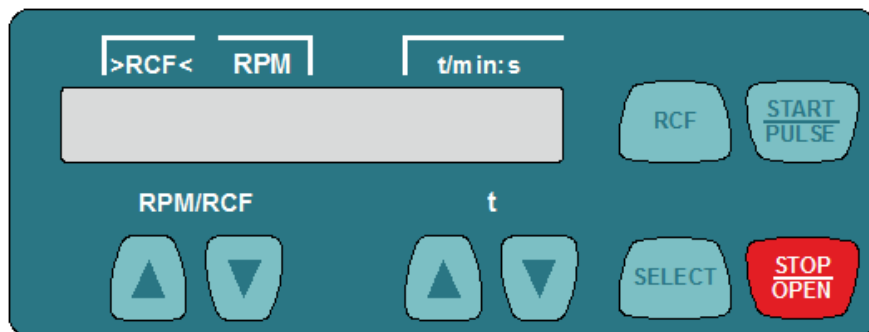 >RCF< RPM t/min:s
RCF
START
PULSE
RPM/RCF t
SELECT
STOP
OPEN